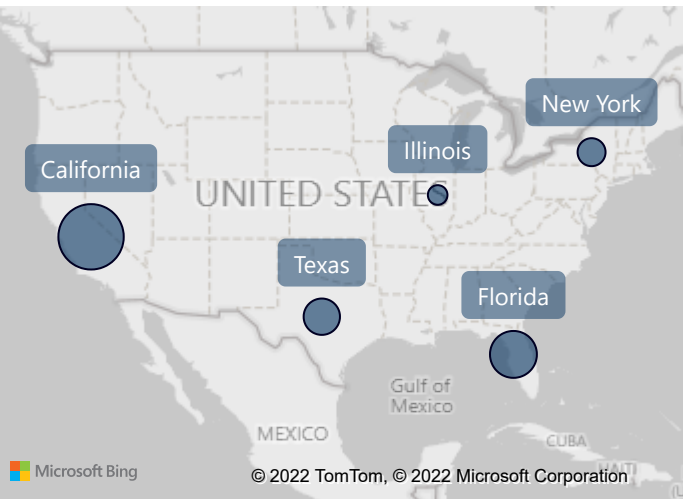 New York
Illinois
California
UNITED STATES
Texas
Florida
Gulf of
Mexico
MEXICO
CUBA
HAITI
Microsoft Bing
© 2022 TomTom, © 2022 Microsoft Corporation